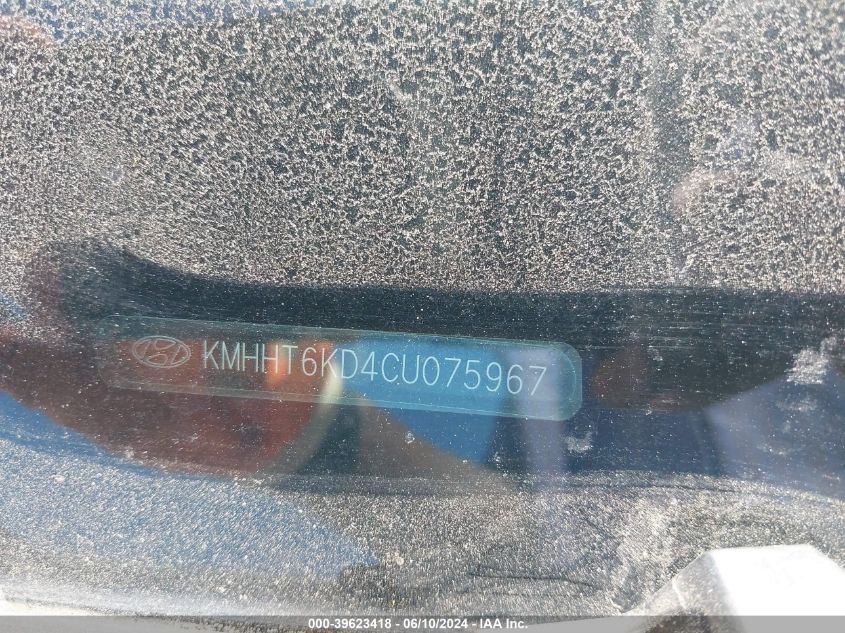 KMHHT6KD4CU075967
000-39623418 - 06/10/2024 - IAA Inc.